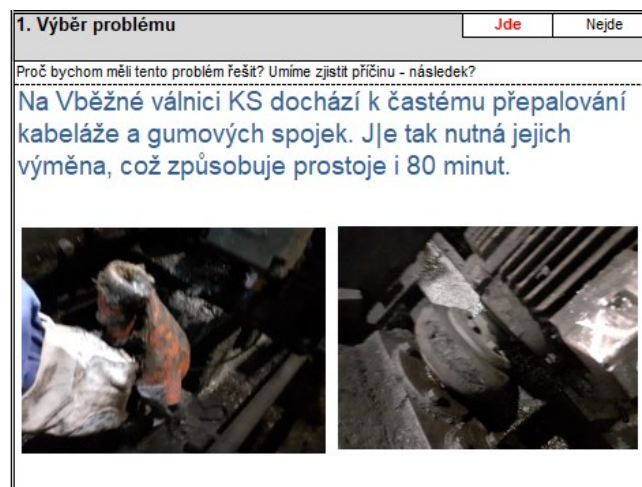 1. Výběr problému
Jde
Nejde
Proč bychom měli tento problém řešit? Umíme zjistit příčinu - následek?
Na Vběžné válnici KS dochází k častému přepalování
kabeláže a gumových spojek. J|e tak nutná jejich
výměna, což způsobuje prostoje i 80 minut.